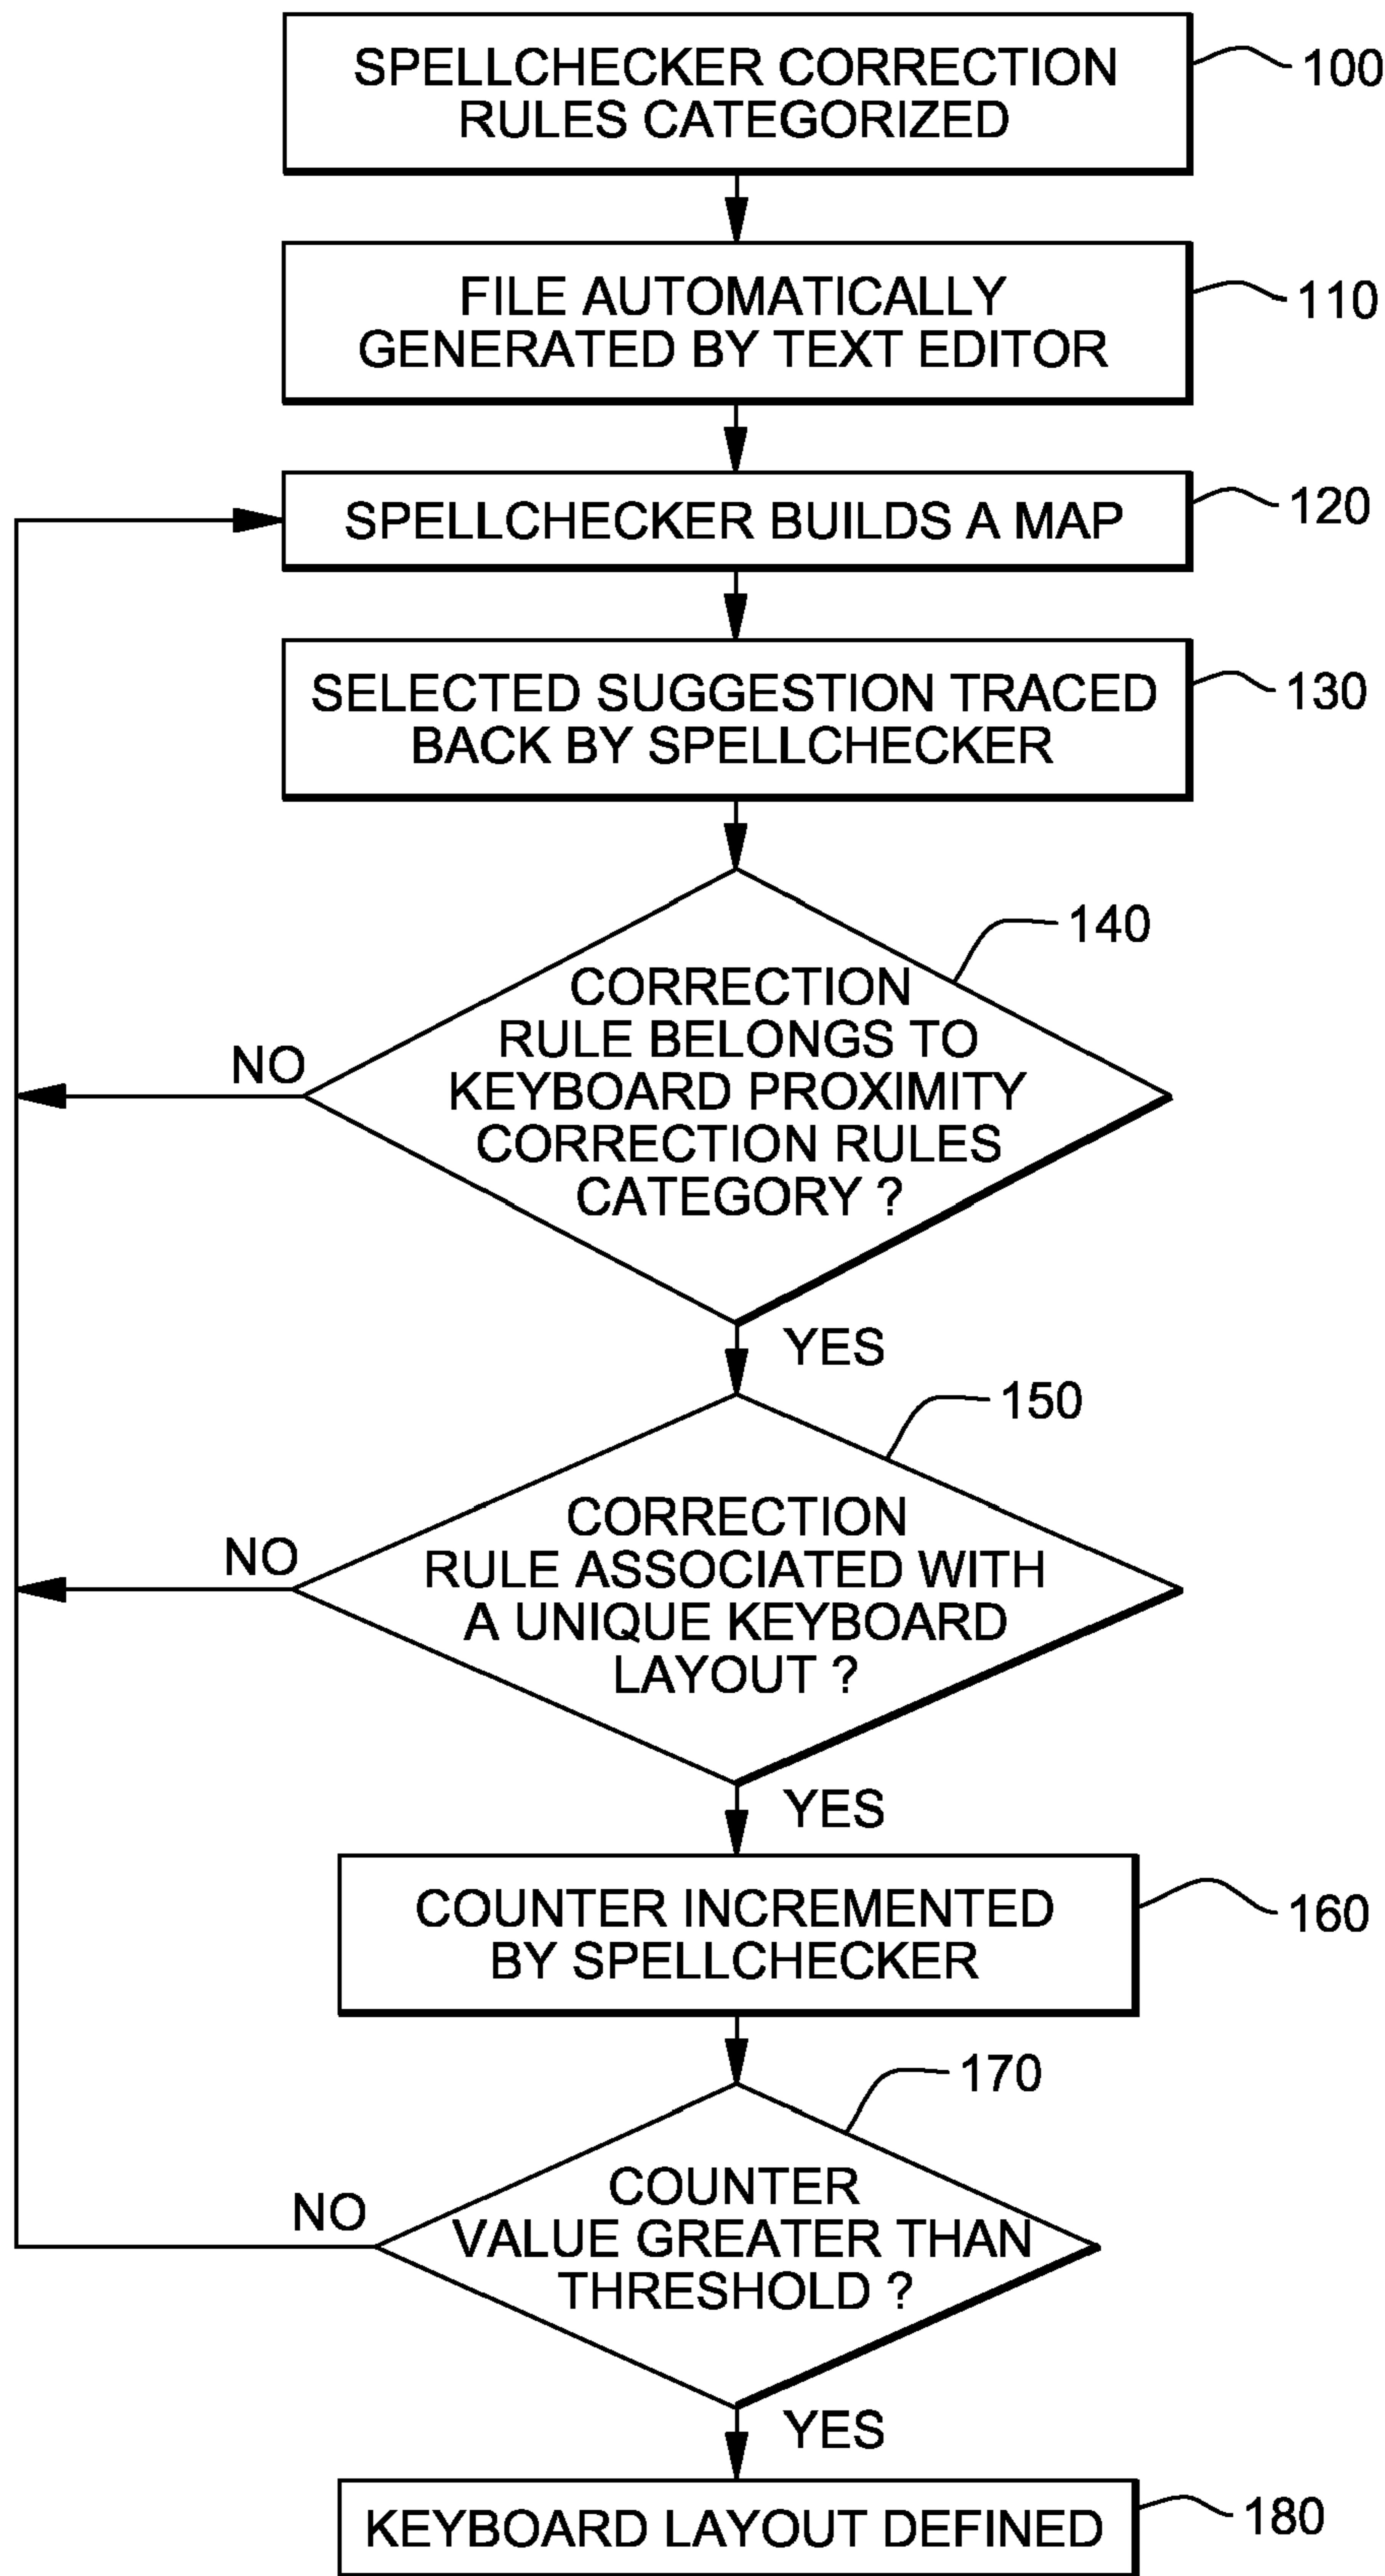 SPELLCHECKER CORRECTION
RULES CATEGORIZED
100
FILE AUTOMATICALLY
GENERATED BY TEXT EDITOR
110
SPELLCHECKER BUILDS A MAP
120
SELECTED SUGGESTION TRACED
BACK BY SPELLCHECKER
130
140
CORRECTION
RULE BELONGS TO
KEYBOARD PROXIMITY
CORRECTION RULES
CATEGORY ?
NO
YES
150
CORRECTION
RULE ASSOCIATED WITH
A UNIQUE KEYBOARD
LAYOUT ?
NO
YES
COUNTER INCREMENTED
BY SPELLCHECKER
160
170
COUNTER
VALUE GREATER THAN
THRESHOLD ?
NO
YES
KEYBOARD LAYOUT DEFINED
180